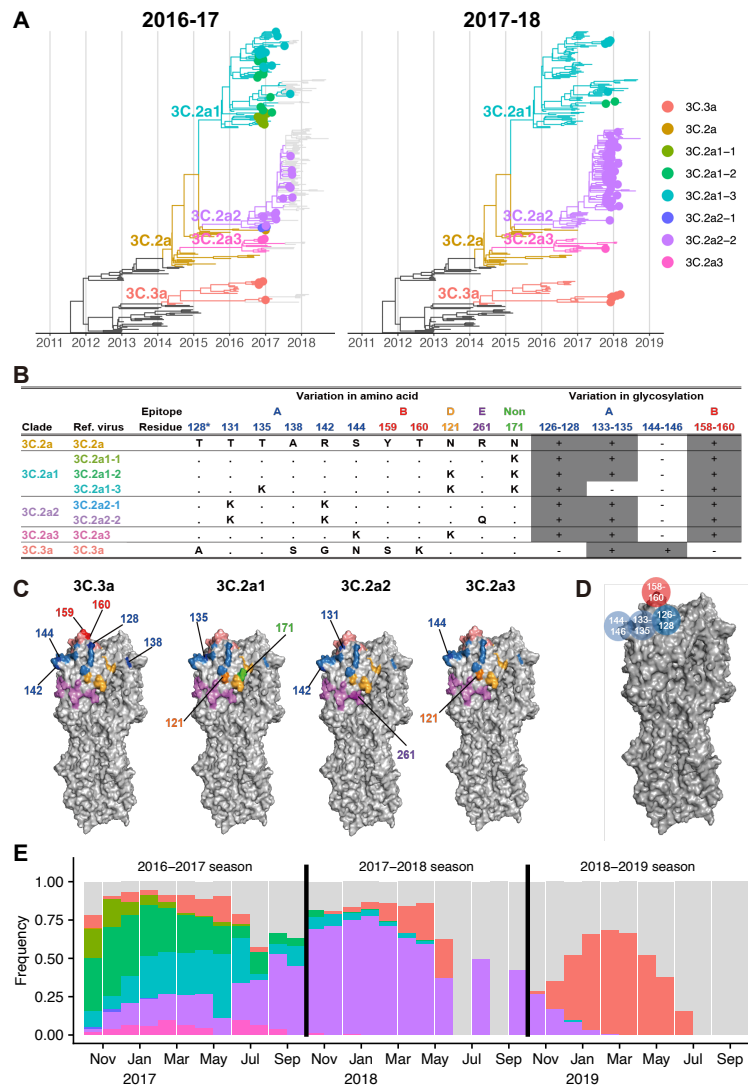 A
2016-17
2017-18
3C.2a1
3C.2a2
3C.2a
3C.2a3
3C.3a
2011 2012 2013 2014 2015 2016 2017 2018
3C.2a1
3C.2a2
3C.2a
3C.2a3
3C.3a
2011 2012 2013 2014 2015 2016 2017 2018 2019
3C.3a
3C.2a
3C.2a1-1
3C.2a1-2
3C.2a1-3
3C.2a2-1
3C.2a2-2
3C.2a3
B
Variation in amino acid Variation in glycosylation
Epitope A B D E Non A B
Clade Ref. virus Residue 128* 131 135 138 142 144 159 160 121 261 171 126-128 133-135 144-146 158-160
3C.2a 3C.2a T T T A R S Y T N R N + + - +
3C.2a1-1 . . . . . . . . . . K + + - +
3C.2a1 3C.2a1-2 . . . . . . . . K . K + + - +
3C.2a1-3 . . K . . . . . K . K + - - +
3C.2a2 3C.2a2-1 . K . . K . . . . . . + + - +
3C.2a2-2 . K . . K . . . . Q . + + - +
3C.2a3 3C.2a3 . . . . . K . . K . . + + - +
3C.3a 3C.3a A . . S G N S K . . . - + + -
C
3C.3a
3C.2a1
3C.2a2
3C.2a3
159
160
128
144
138
142
135
171
121
131
142
261
144
121
D
158-
160
144-
146
133-
135
126-
128
E
2016–2017 season
2017–2018 season
2018–2019 season
Frequency
1.00
0.75
0.50
0.25
0.00
Nov Jan Mar May Jul Sep Nov Jan Mar May Jul Sep Nov Jan Mar May Jul Sep
2017 2018 2019